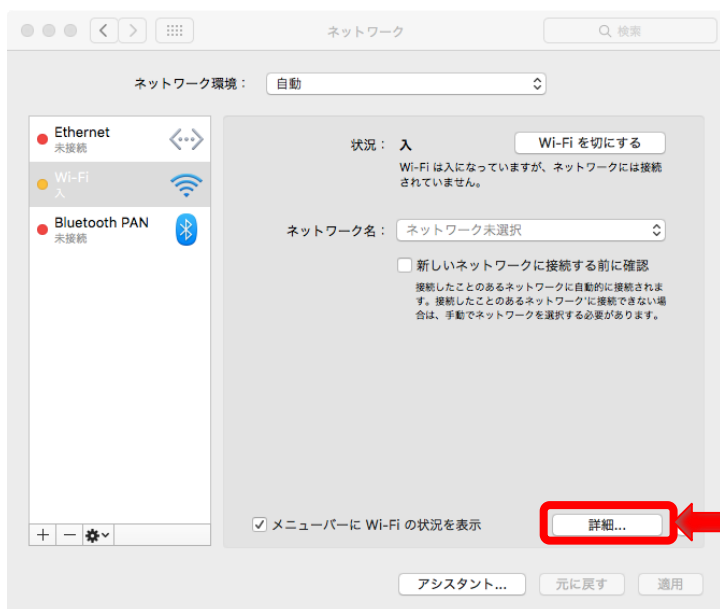 ネットワーク
検索
ネットワーク環境： 自動
Ethernet
未接続
Wi-Fi
入
Bluetooth PAN
未接続
状況： 入 Wi-Fi を切にする
Wi-Fi は入になっていますが、ネットワークには接続
されていません。
ネットワーク名： ネットワーク未選択
新しいネットワークに接続する前に確認
接続したことのあるネットワークに自動的に接続されま
す。接続したことのあるネットワークに接続できない場
合は、手動でネットワークを選択する必要があります。
メニューバーに Wi-Fi の状況を表示 詳細...
アシスタント... 元に戻す 適用